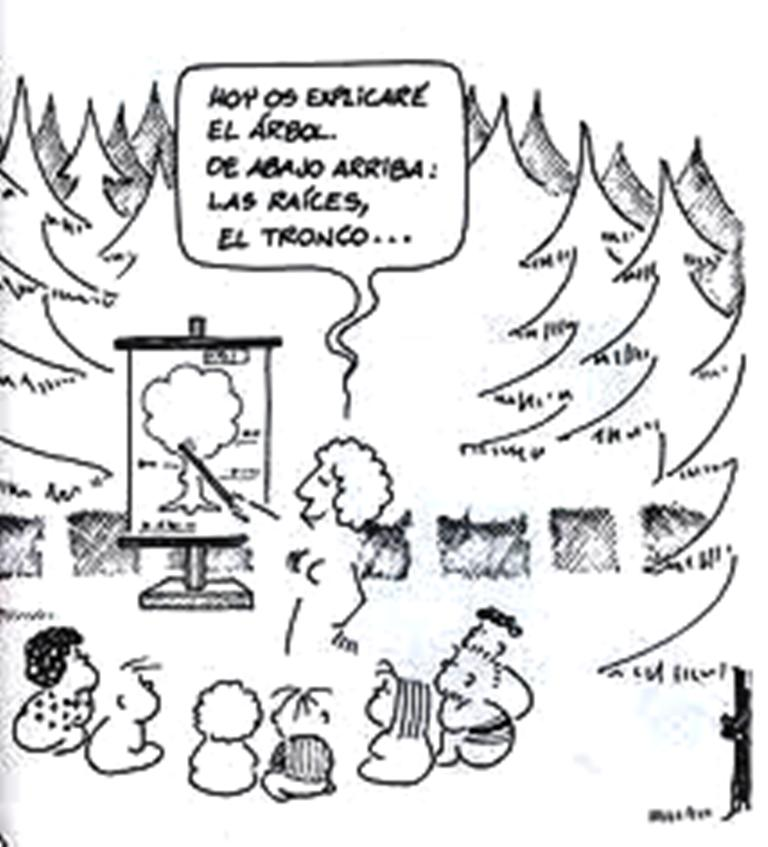 HOY OS EXPLICARÉ
EL ÁRBOL.
DE ABAJO ARRIBA:
LAS RAÍCES,
EL TRONCO...